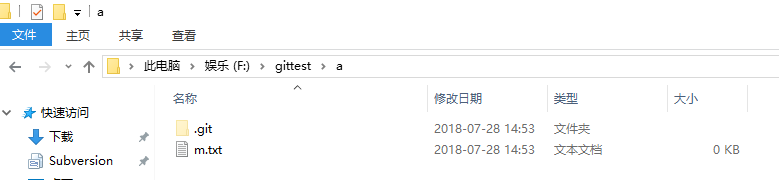 a
文件 主页 共享 查看
此电脑 娱乐 (F:) gittest a
名称 修改日期 类型 大小
快速访问
.git 2018-07-28 14:53 文件夹
下载
m.txt 2018-07-28 14:53 文本文档 0 KB
Subversion